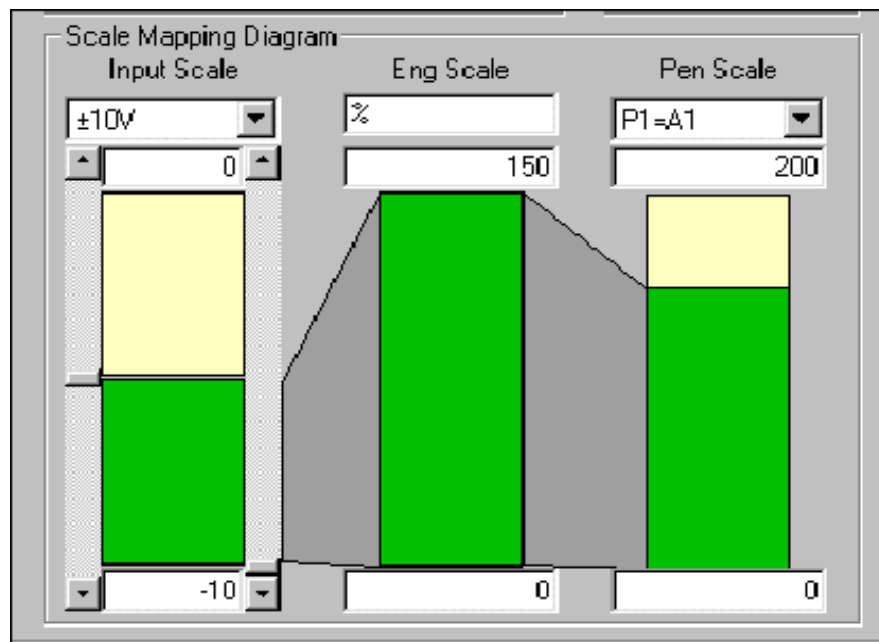 Scale Mapping Diagram
Input Scale Eng Scale Pen Scale
±10V % P1=A1
0 150 200
-10 0 0